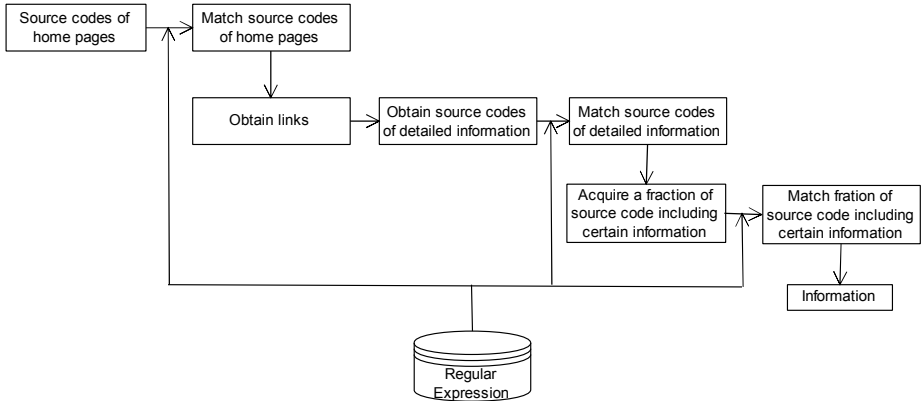 Source codes of
home pages
Match source codes
of home pages
Obtain links
Obtain source codes
of detailed information
Match source codes
of detailed information
Acquire a fraction of
source code including
certain information
Match fration of
source code including
certain information
Information
Regular
Expression